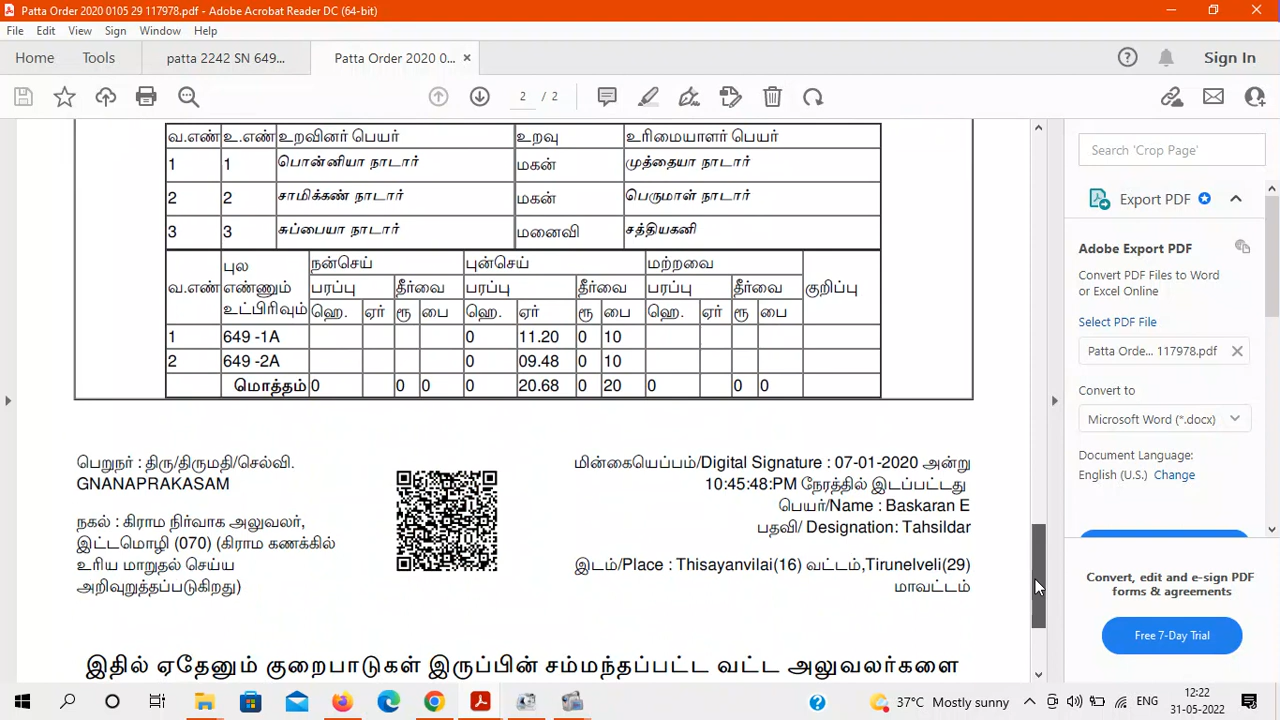 Patta Order 2020 0105 29 117978.pdf - Adobe Acrobat Reader DC (64-bit)
File Edit View Sign Window Help
Home Tools patta 2242 SN 649... Patta Order 2020 0... × Sign In
2 / 2
வ.எண் உ.எண் உறவினர் பெயர் உறவு உரிமையாளர் பெயர்
1 1 பொன்னியா நாடார் மகன் முத்தையா நாடார்
2 2 சாமிக்கண் நாடார் மகன் பெருமாள் நாடார்
3 3 சுப்பையா நாடார் மனைவி சத்தியகனி
வ.எண் புல எண்ணும் உட்பிரிவும் நன்செய் புன்செய் மற்றவை குறிப்பு
பரப்பு தீர்வை பரப்பு தீர்வை பரப்பு தீர்வை
ஹெ. ஏர் ரூ பை ஹெ. ஏர் ரூ பை ஹெ. ஏர் ரூ பை
1 649 -1A 0 11.20 0 10
2 649 -2A 0 09.48 0 10
மொத்தம் 0 0 0 0 20.68 0 20 0 0 0
பெறுநர் : திரு/திருமதி/செல்வி.
GNANAPRAKASAM
நகல் : கிராம நிர்வாக அலுவலர்,
இட்டமொழி (070) (கிராம கணக்கில்
உரிய மாறுதல் செய்ய
அறிவுறுத்தப்படுகிறது)
மின்கையெப்பம்/Digital Signature : 07-01-2020 அன்று
10:45:48:PM நேரத்தில் இடப்பட்டது
பெயர்/Name : Baskaran E
பதவி/ Designation: Tahsildar
இடம்/Place : Thisayanvilai(16) வட்டம்,Tirunelveli(29)
மாவட்டம்
இதில் ஏதேனும் குறைபாடுகள் இருப்பின் சம்மந்தப்பட்ட வட்ட அலுவலர்களை
Search 'Crop Page'
Export PDF
Adobe Export PDF
Convert PDF Files to Word
or Excel Online
Select PDF File
Patta Orde... 117978.pdf ×
Convert to
Microsoft Word (*.docx)
Document Language:
English (U.S.) Change
Convert, edit and e-sign PDF
forms & agreements
Free 7-Day Trial
37°C Mostly sunny ENG 12:22
31-05-2022